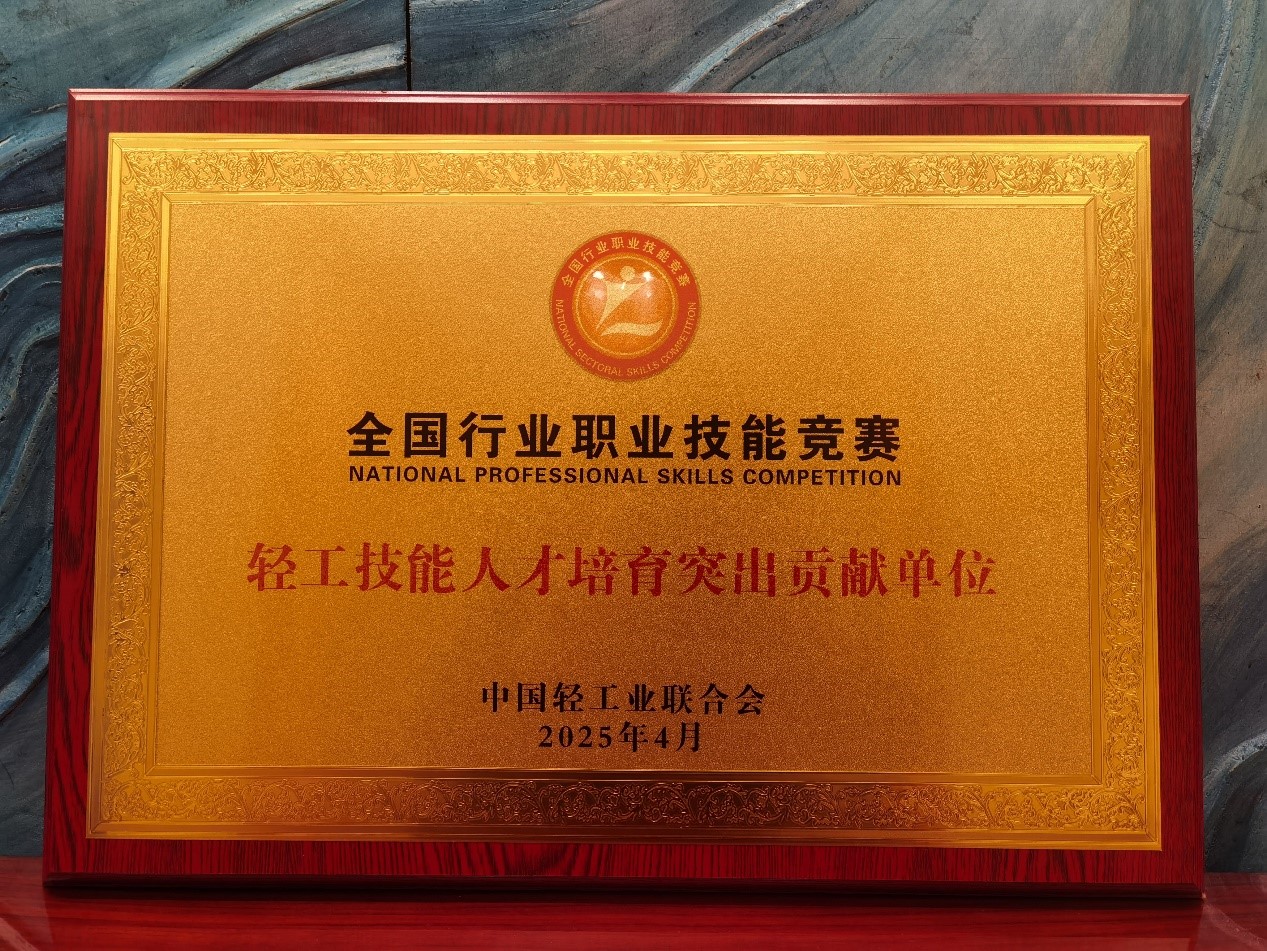 全国行业职业技能竞赛
NATIONAL SECTORAL SKILLS COMPETITION
全国行业职业技能竞赛
NATIONAL PROFESSIONAL SKILLS COMPETITION
轻工技能人才培育突出贡献单位
中国轻工业联合会
2025年4月